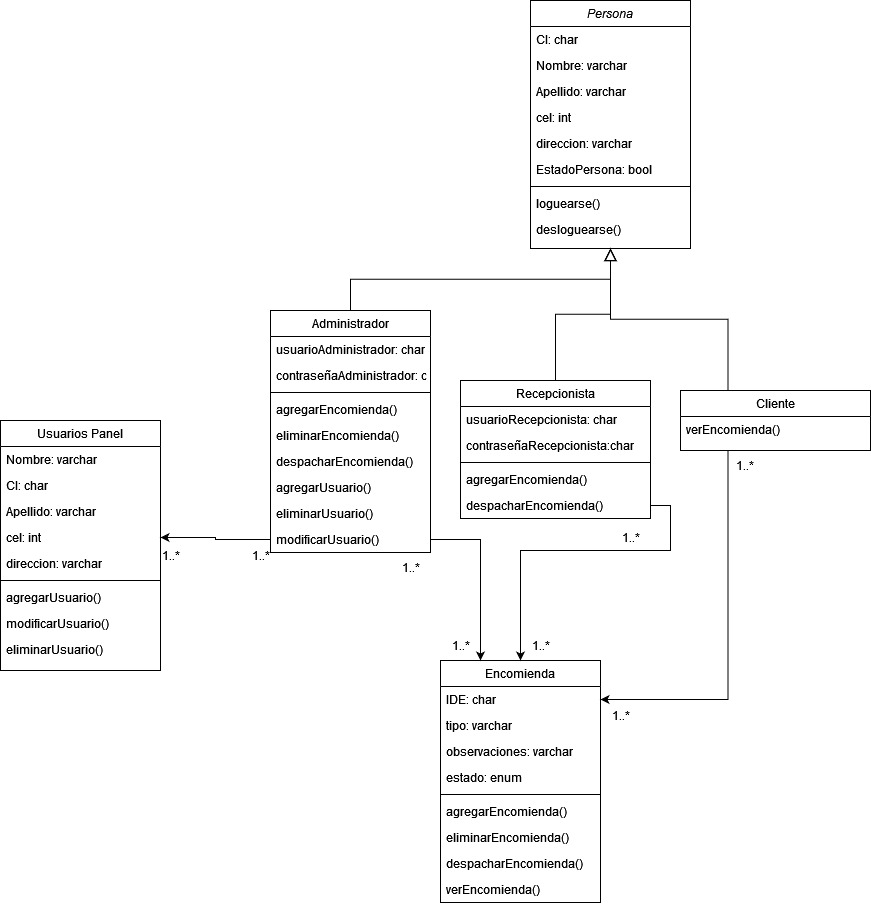 Persona
CI: char
Nombre: varchar
Apellido: varchar
cel: int
direccion: varchar
EstadoPersona: bool
loguearse()
desloguearse()
Administrador
usuarioAdministrador: char
contraseñaAdministrador: c
agregarEncomienda()
eliminarEncomienda()
despacharEncomienda()
agregarUsuario()
eliminarUsuario()
modificarUsuario()
Recepcionista
usuarioRecepcionista: char
contraseñaRecepcionista:char
agregarEncomienda()
despacharEncomienda()
Cliente
verEncomienda()
Usuarios Panel
Nombre: varchar
CI: char
Apellido: varchar
cel: int
direccion: varchar
agregarUsuario()
modificarUsuario()
eliminarUsuario()
1..*
1..*
1..*
1..*
1..*
1..*
1..*
1..*
Encomienda
IDE: char
tipo: varchar
observaciones: varchar
estado: enum
agregarEncomienda()
eliminarEncomienda()
despacharEncomienda()
verEncomienda()